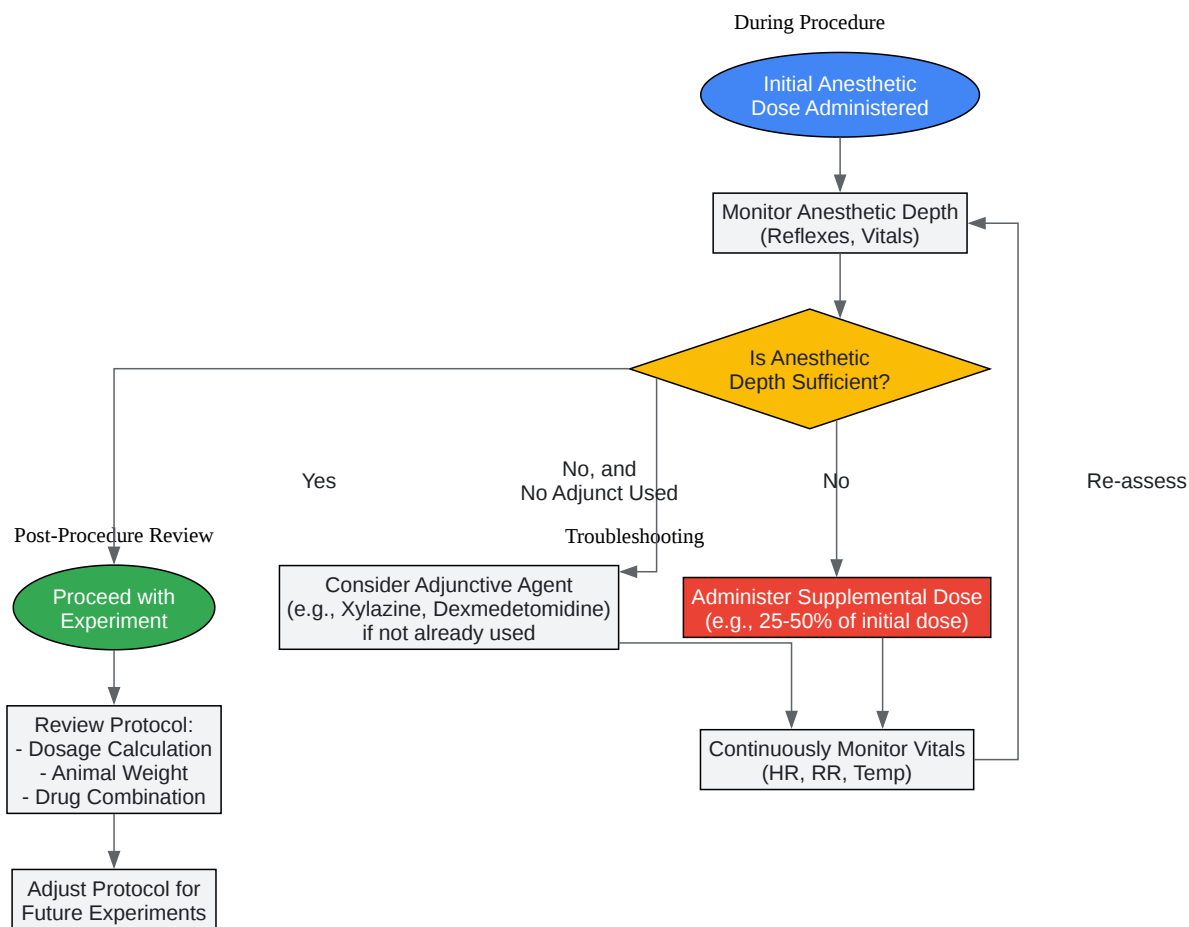 During Procedure
Initial Anesthetic
Dose Administered
Monitor Anesthetic Depth
(Reflexes, Vitals)
Is Anesthetic
Depth Sufficient?
Yes
No, and
No Adjunct Used
No
Re-assess
Post-Procedure Review
Troubleshooting
Proceed with
Experiment
Consider Adjunctive Agent
(e.g., Xylazine, Dexmedetomidine)
if not already used
Administer Supplemental Dose
(e.g., 25-50% of initial dose)
Review Protocol:
- Dosage Calculation
- Animal Weight
- Drug Combination
Continuously Monitor Vitals
(HR, RR, Temp)
Adjust Protocol for
Future Experiments